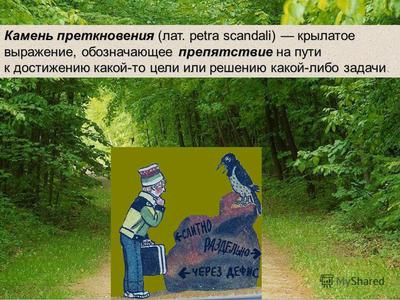 Камень преткновения (лат. petra scandali) — крылатое
выражение, обозначающее препятствие на пути
к достижению какой-то цели или решению какой-либо задачи
СЛИТНО
РАЗДЕЛЬНО
ЧЕРЕЗ ДЕФИС
MyShared